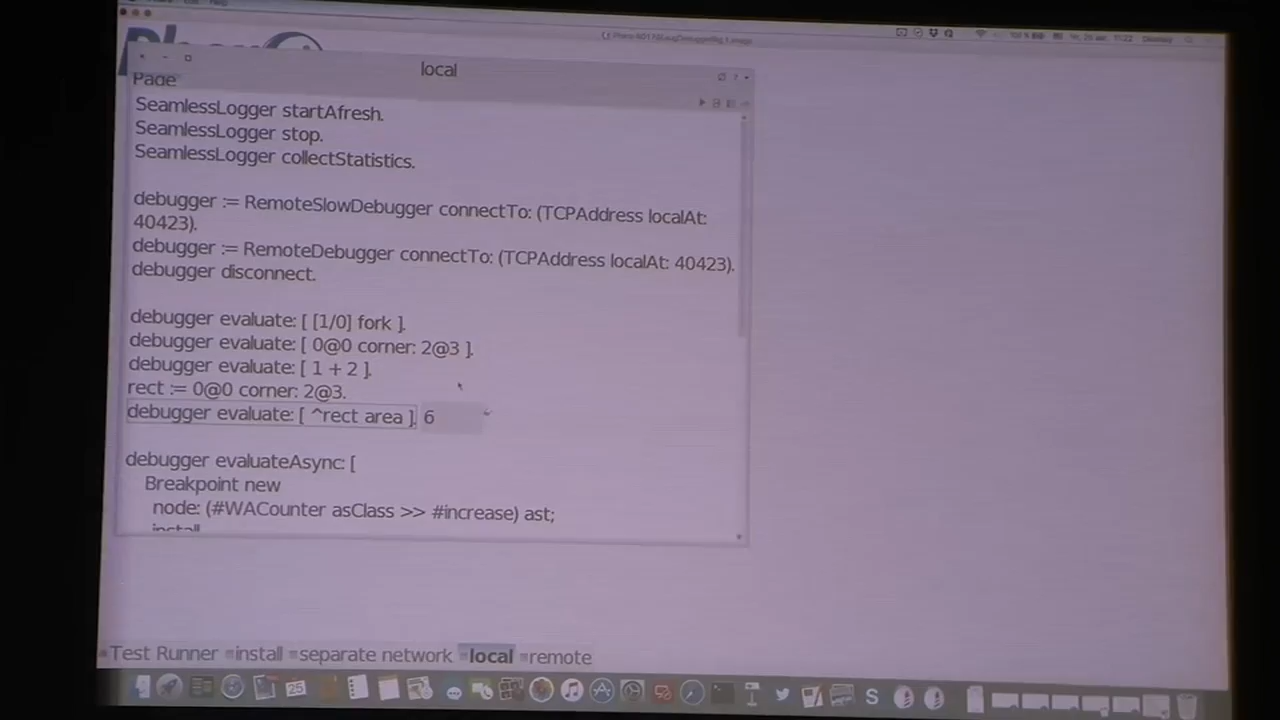 local
Page
SeamlessLogger startAfresh.
SeamlessLogger stop.
SeamlessLogger collectStatistics.
debugger := RemoteSlowDebugger connectTo: (TCPAddress localAt:
40423).
debugger := RemoteDebugger connectTo: (TCPAddress localAt: 40423).
debugger disconnect.
debugger evaluate: [ [1/0] fork ].
debugger evaluate: [ 0@0 corner: 2@3 ].
debugger evaluate: [ 1 + 2 ].
rect := 0@0 corner: 2@3.
debugger evaluate: [ ^rect area ]. 6
debugger evaluateAsync: [
Breakpoint new
node: (#WACounter asClass >> #increase) ast;
install
Test Runner install separate network local remote
25